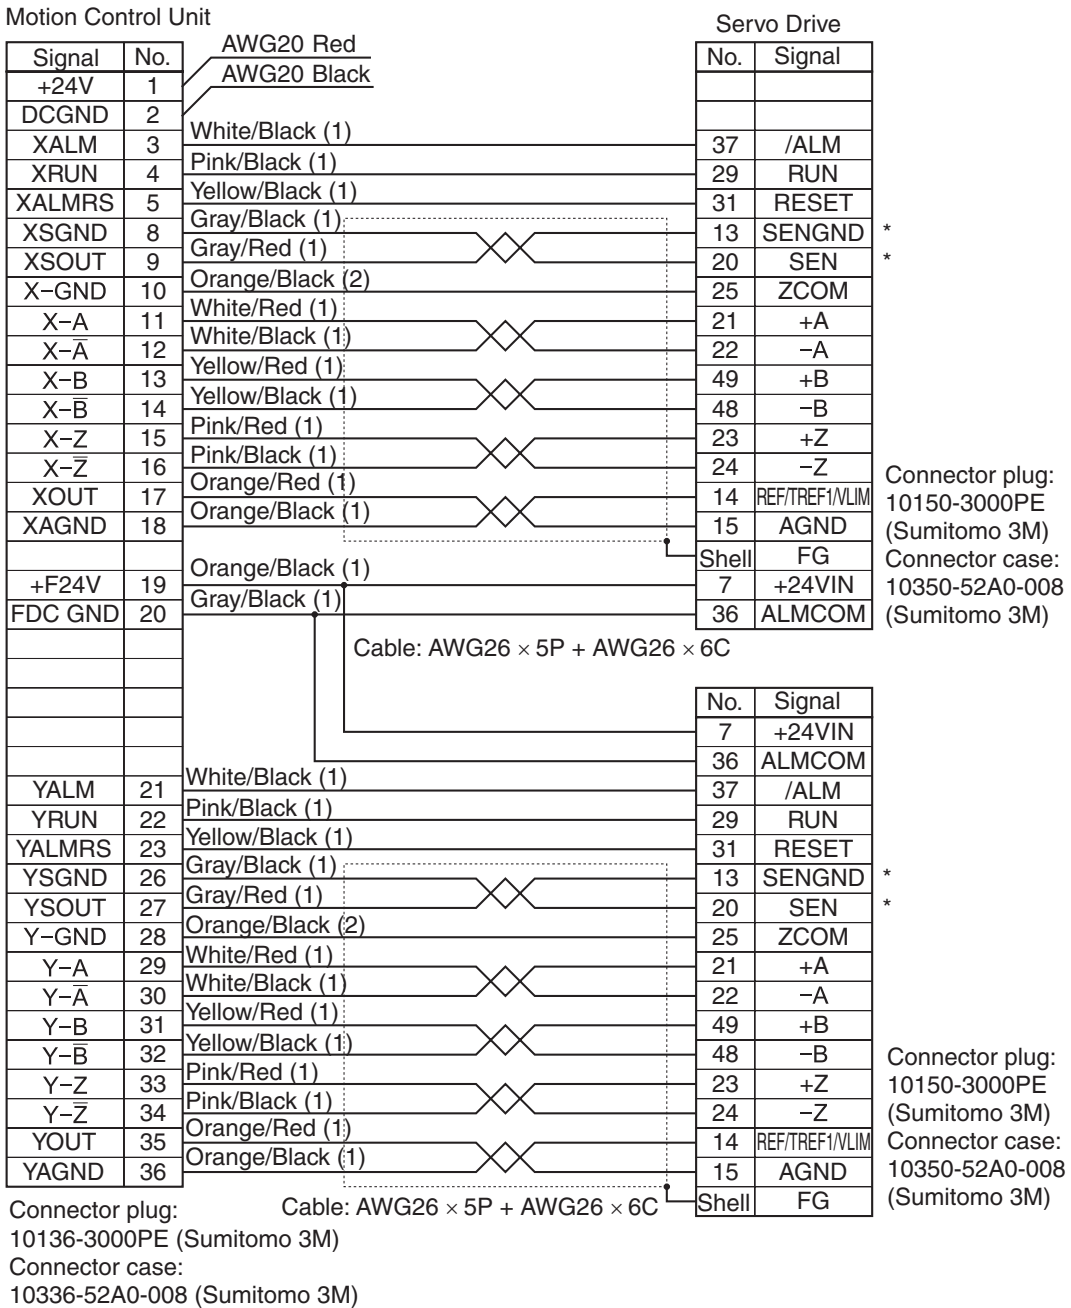 Motion Control Unit
Servo Drive
Signal No.
AWG20 Red
No. Signal
+24V 1
AWG20 Black
DCGND 2
White/Black (1)
XALM 3 37 /ALM
Pink/Black (1)
XRUN 4 29 RUN
Yellow/Black (1)
XALMRS 5 31 RESET
Gray/Black (1)
XSGND 8 13 SENGND *
Gray/Red (1)
XSOUT 9 20 SEN *
Orange/Black (2)
X−GND 10 25 ZCOM
White/Red (1)
X−A 11 21 +A
White/Black (1)
X−A̅ 12 22 −A
Yellow/Red (1)
X−B 13 49 +B
Yellow/Black (1)
X−B̅ 14 48 −B
Pink/Red (1)
X−Z 15 23 +Z
Pink/Black (1)
X−Z̅ 16 24 −Z
Orange/Red (1)
XOUT 17 14 REF/TREF1/VLIM
Orange/Black (1)
XAGND 18 15 AGND
Shell FG
Orange/Black (1)
+F24V 19 7 +24VIN
Gray/Black (1)
FDC GND 20 36 ALMCOM
Connector plug:
10150-3000PE
(Sumitomo 3M)
Connector case:
10350-52A0-008
(Sumitomo 3M)
Cable: AWG26 × 5P + AWG26 × 6C
No. Signal
7 +24VIN
36 ALMCOM
White/Black (1)
YALM 21 37 /ALM
Pink/Black (1)
YRUN 22 29 RUN
Yellow/Black (1)
YALMRS 23 31 RESET
Gray/Black (1)
YSGND 26 13 SENGND *
Gray/Red (1)
YSOUT 27 20 SEN *
Orange/Black (2)
Y−GND 28 25 ZCOM
White/Red (1)
Y−A 29 21 +A
White/Black (1)
Y−A̅ 30 22 −A
Yellow/Red (1)
Y−B 31 49 +B
Yellow/Black (1)
Y−B̅ 32 48 −B
Pink/Red (1)
Y−Z 33 23 +Z
Pink/Black (1)
Y−Z̅ 34 24 −Z
Orange/Red (1)
YOUT 35 14 REF/TREF1/VLIM
Orange/Black (1)
YAGND 36 15 AGND
Shell FG
Connector plug:
10150-3000PE
(Sumitomo 3M)
Connector case:
10350-52A0-008
(Sumitomo 3M)
Cable: AWG26 × 5P + AWG26 × 6C
Connector plug:
10136-3000PE (Sumitomo 3M)
Connector case:
10336-52A0-008 (Sumitomo 3M)